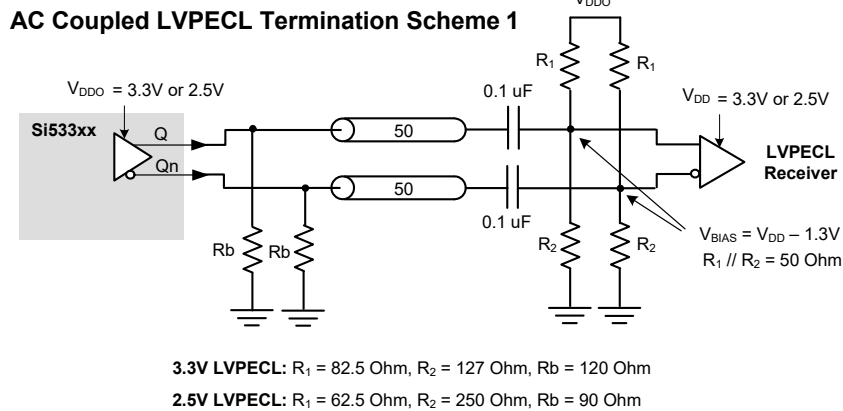 AC Coupled LVPECL Termination Scheme 1
VDDO
R1
R1
VDDO = 3.3V or 2.5V
0.1 uF
VDD = 3.3V or 2.5V
Si533xx
Q
50
LVPECL
Receiver
Qn
50
0.1 uF
Rb
Rb
R2
R2
VBIAS = VDD – 1.3V
R1 // R2 = 50 Ohm
3.3V LVPECL: R1 = 82.5 Ohm, R2 = 127 Ohm, Rb = 120 Ohm
2.5V LVPECL: R1 = 62.5 Ohm, R2 = 250 Ohm, Rb = 90 Ohm